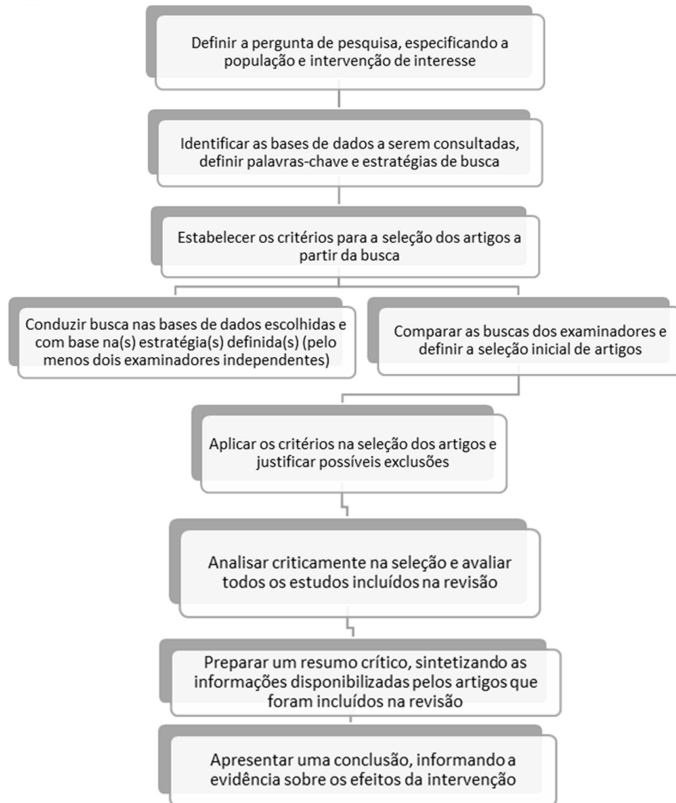 Definir a pergunta de pesquisa, especificando a
população e intervenção de interesse
Identificar as bases de dados a serem consultadas,
definir palavras-chave e estratégias de busca
Estabelecer os critérios para a seleção dos artigos a
partir da busca
Conduzir busca nas bases de dados escolhidas e
com base na(s) estratégia(s) definida(s) (pelo
menos dois examinadores independentes)
Comparar as buscas dos examinadores e
definir a seleção inicial de artigos
Aplicar os critérios na seleção dos artigos e
justificar possíveis exclusões
Analisar criticamente na seleção e avaliar
todos os estudos incluídos na revisão
Preparar um resumo crítico, sintetizando as
informações disponibilizadas pelos artigos que
foram incluídos na revisão
Apresentar uma conclusão, informando a
evidência sobre os efeitos da intervenção